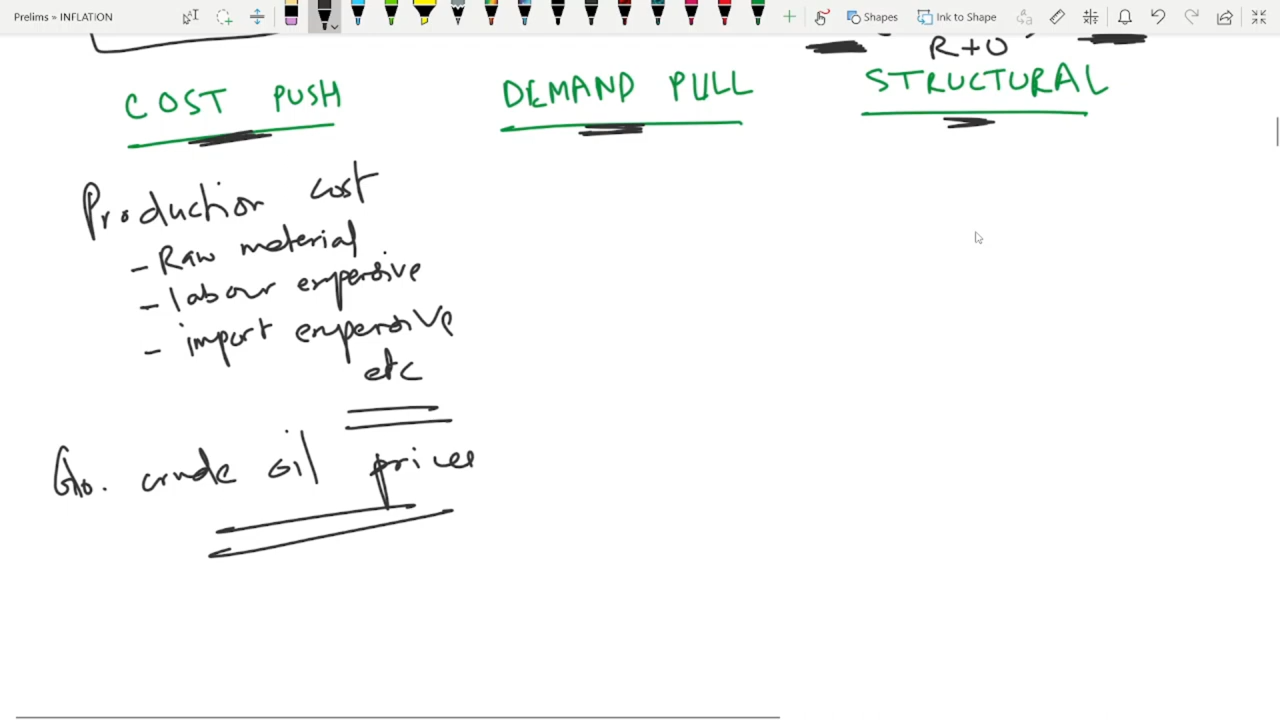 Prelims » INFLATION
Shapes
Ink to Shape
R+O
COST PUSH
DEMAND PULL
STRUCTURAL
Production cost
- Raw material
- labour expensive
- import expensive
etc
Glo. crude oil prices